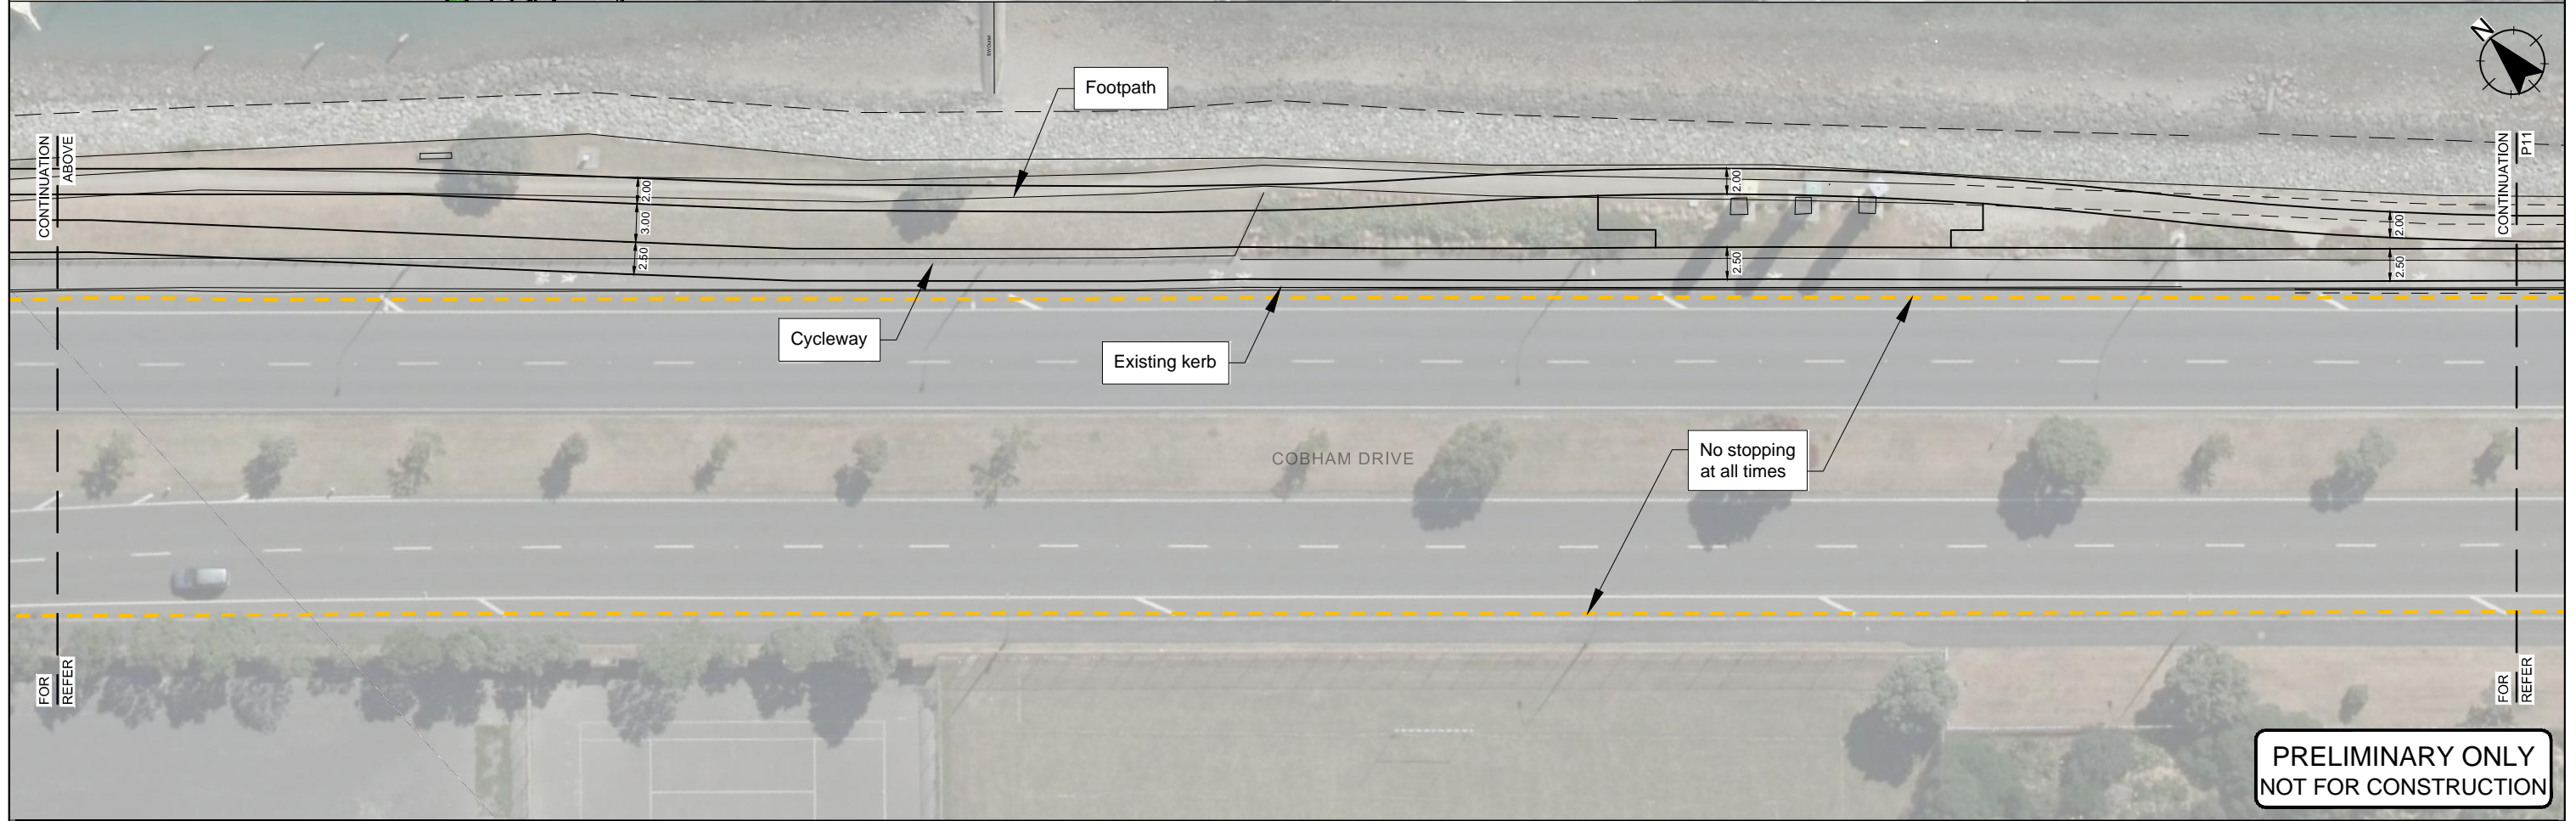 N
SW Outlet
Footpath
CONTINUATION
ABOVE
CONTINUATION
P11
2.00
3.00
2.50
2.00
2.50
2.00
2.50
Cycleway
Existing kerb
No stopping
at all times
COBHAM DRIVE
FOR
REFER
FOR
REFER
PRELIMINARY ONLY
NOT FOR CONSTRUCTION